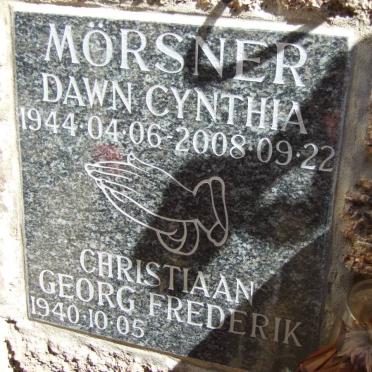 MÖRSNER
DAWN CYNTHIA
1944·04·06-2008·09·22
CHRISTIAAN
GEORG FREDERIK
1940·10·05